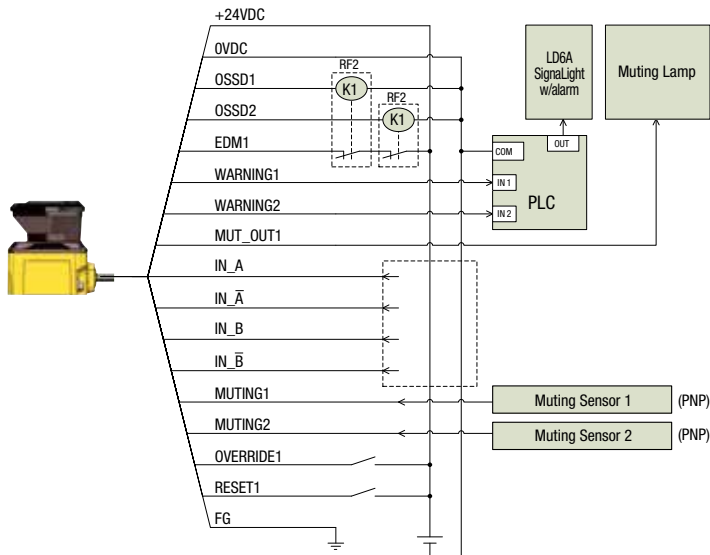 +24VDC
0VDC
OSSD1
RF2
K1
OSSD2
RF2
K1
EDM1
WARNING1
WARNING2
MUT_OUT1
IN_A
IN_A̅
IN_B
IN_B̅
MUTING1
MUTING2
OVERRIDE1
RESET1
FG
LD6A
SignaLight
w/alarm
Muting Lamp
OUT
COM
IN 1
IN 2
PLC
Muting Sensor 1 (PNP)
Muting Sensor 2 (PNP)